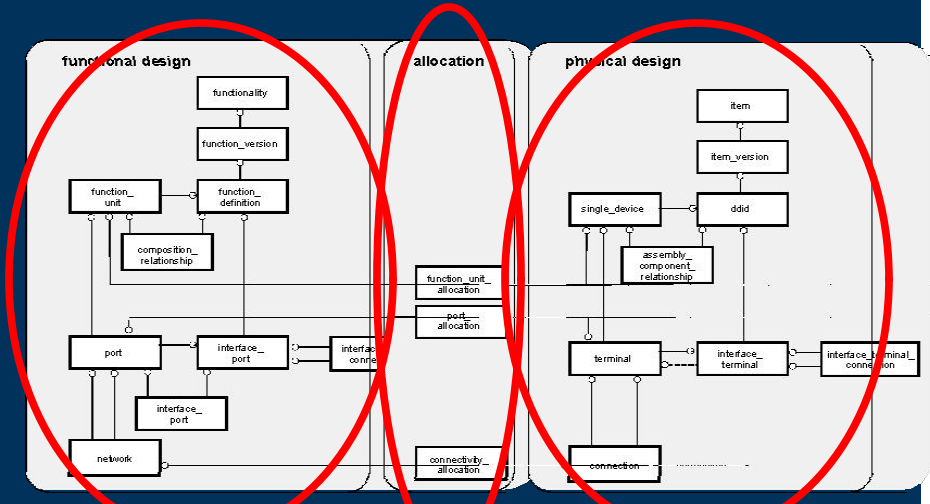 functional design
allocation
physical design
functionality
item
function_version
item_version
function_
unit
function_
definition
single_device
ddid
composition_
relationship
assembly_
component_
relationship
function_unit_
allocation
port_
allocation
port
interface_
port
terminal
interface_
terminal
interface_terminal_
connection
interface_
port
network
connectivity_
allocation
connection